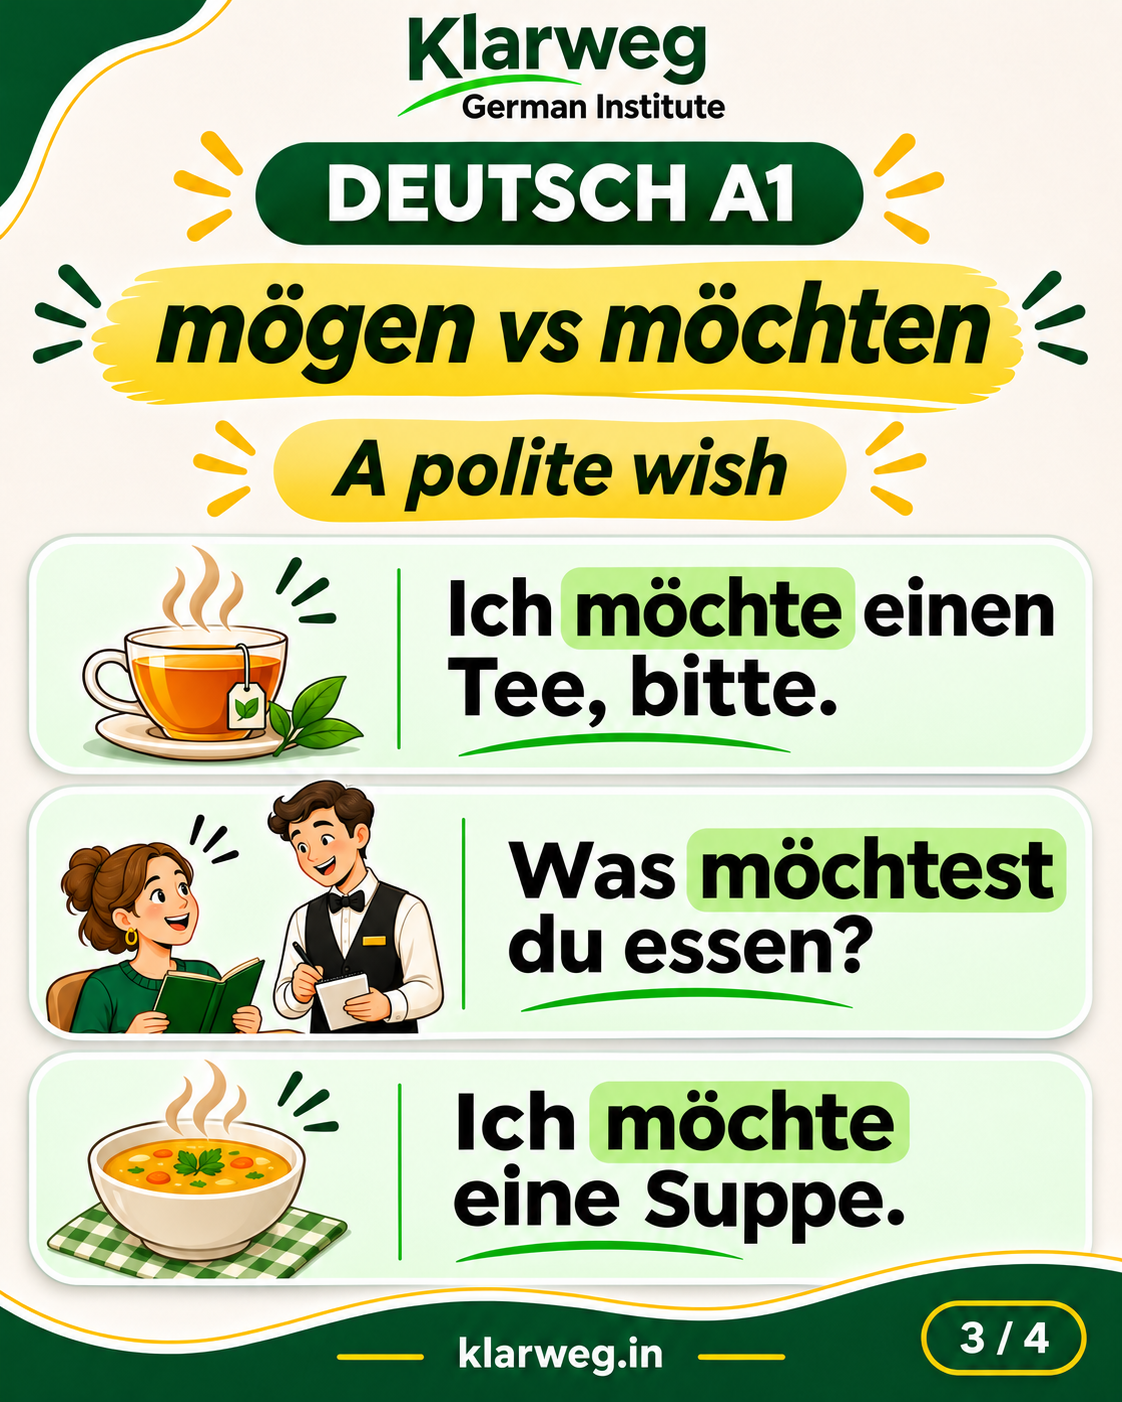 Klarweg
German Institute
DEUTSCH A1
mögen vs möchten
A polite wish
Ich möchte einen
Tee, bitte.
Was möchtest
du essen?
Ich möchte
eine Suppe.
klarweg.in
3 / 4